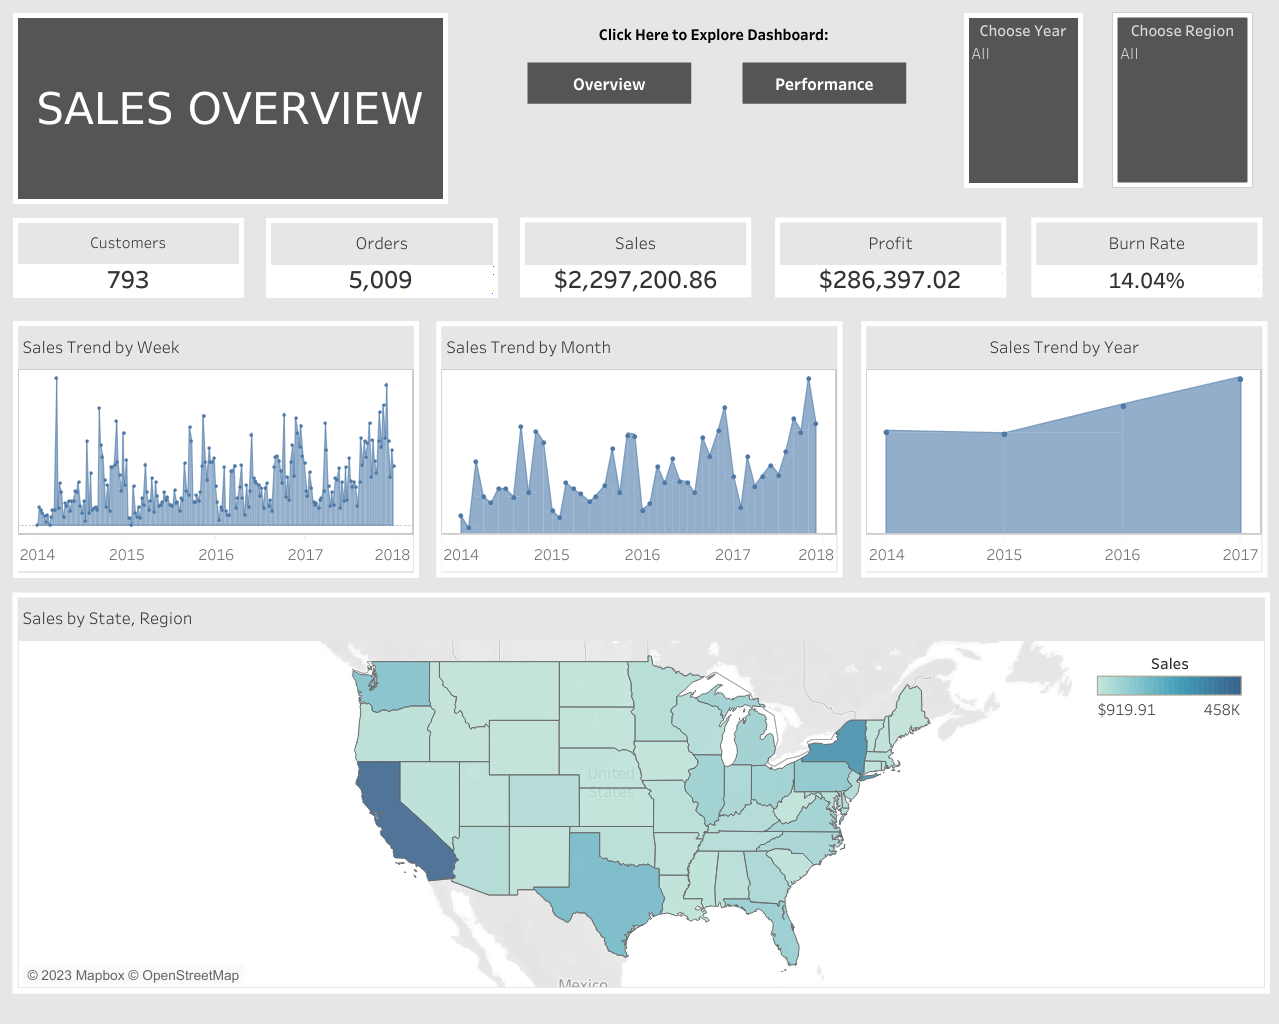 SALES OVERVIEW
Click Here to Explore Dashboard:
Overview
Performance
Choose Year
All
Choose Region
All
Customers
793
Orders
5,009
Sales
$2,297,200.86
Profit
$286,397.02
Burn Rate
14.04%
Sales Trend by Week
2014 2015 2016 2017 2018
Sales Trend by Month
2014 2015 2016 2017 2018
Sales Trend by Year
2014 2015 2016 2017
Sales by State, Region
Sales
$919.91 458K
United
States
Mexico
© 2023 Mapbox © OpenStreetMap